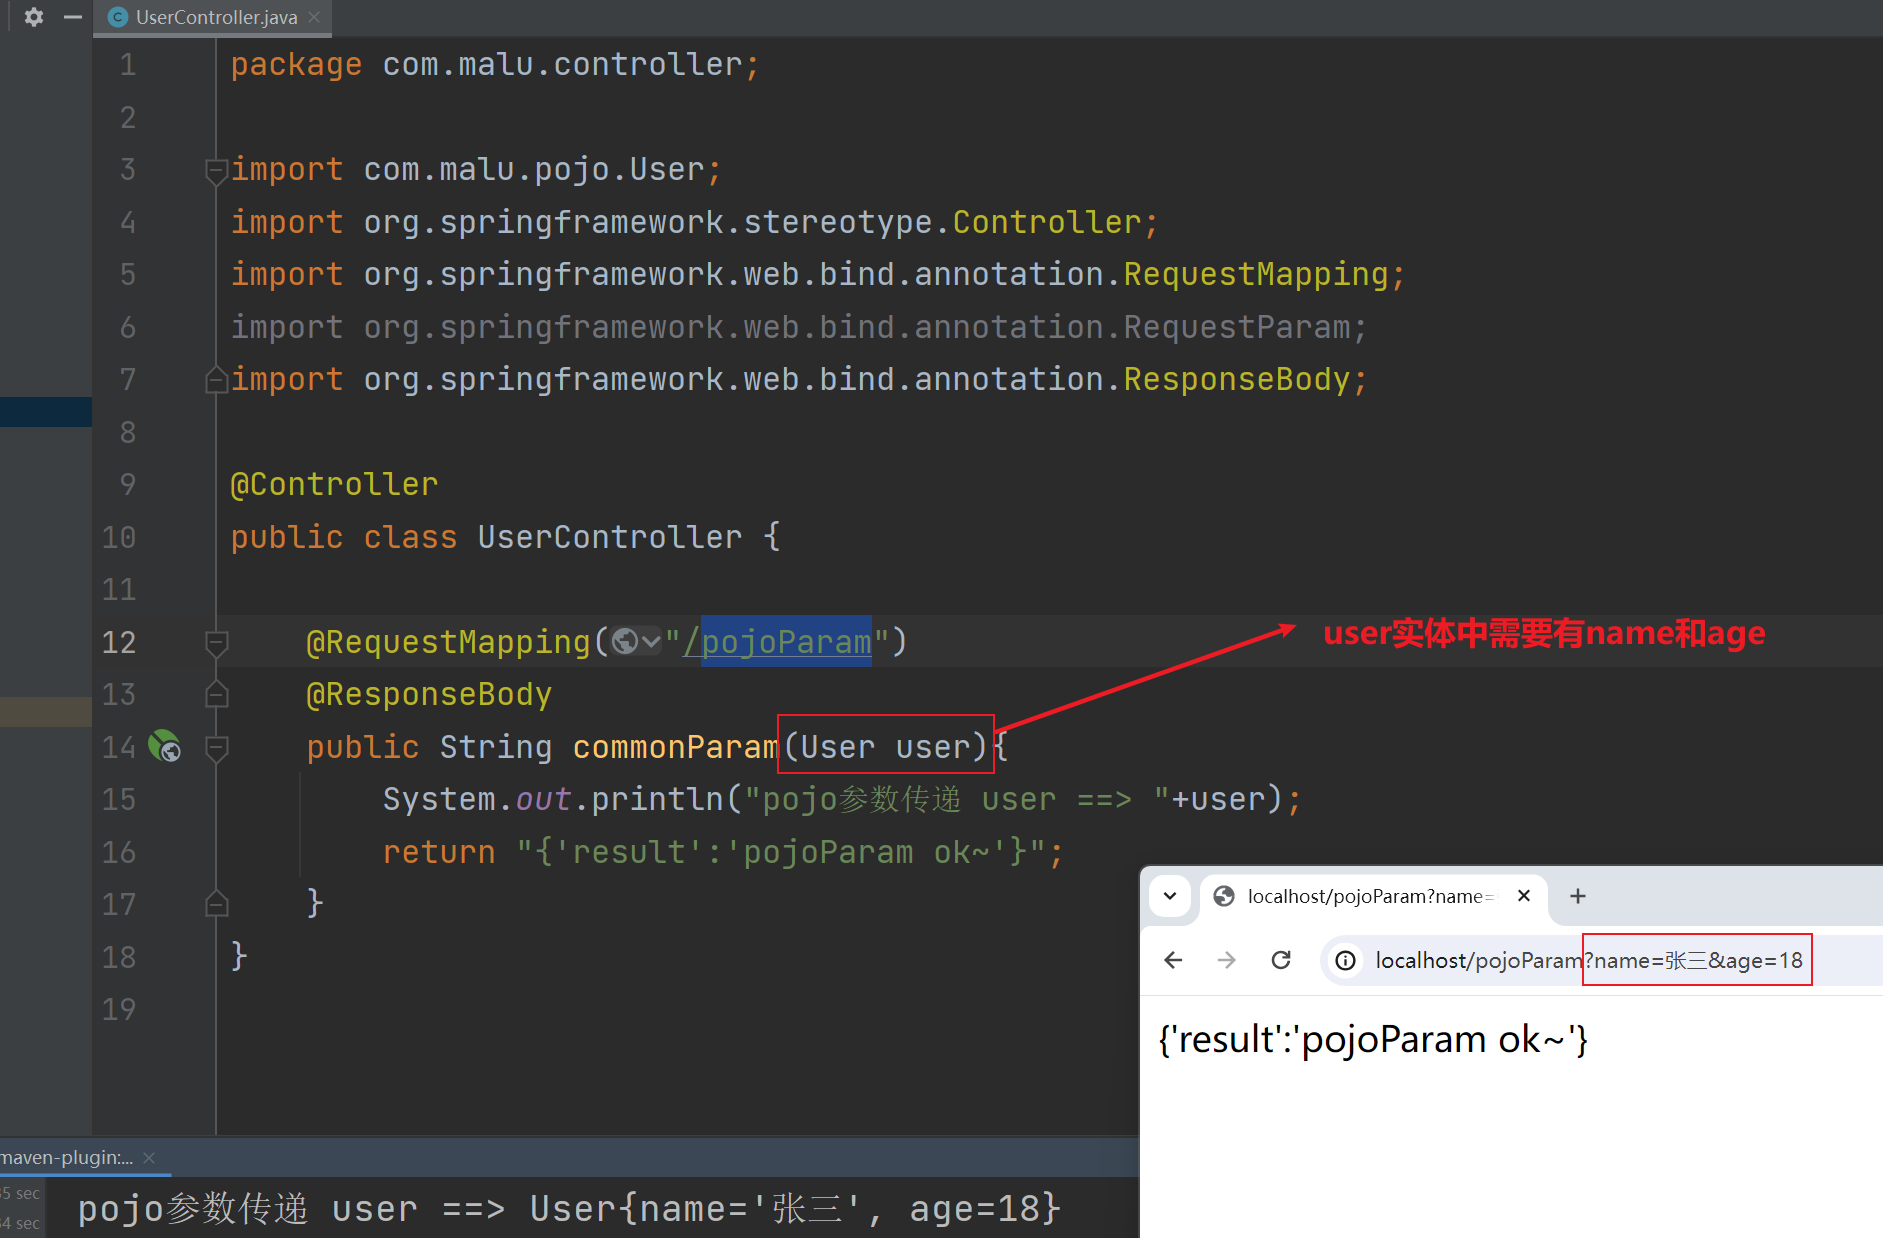 UserController.java
1 package com.malu.controller;
2
3 import com.malu.pojo.User;
4 import org.springframework.stereotype.Controller;
5 import org.springframework.web.bind.annotation.RequestMapping;
6 import org.springframework.web.bind.annotation.RequestParam;
7 import org.springframework.web.bind.annotation.ResponseBody;
8
9 @Controller
10 public class UserController {
11
12 @RequestMapping("/pojoParam")
user实体中需要有name和age
13 @ResponseBody
14 public String commonParam(User user){
15 System.out.println("pojo参数传递 user ==> "+user);
16 return "{'result':'pojoParam ok~'}";
17 }
18 }
19
localhost/pojoParam?name=
localhost/pojoParam?name=张三&age=18
{'result':'pojoParam ok~'}
maven-plugin:...
35 sec
pojo参数传递 user ==> User{name='张三', age=18}
34 sec